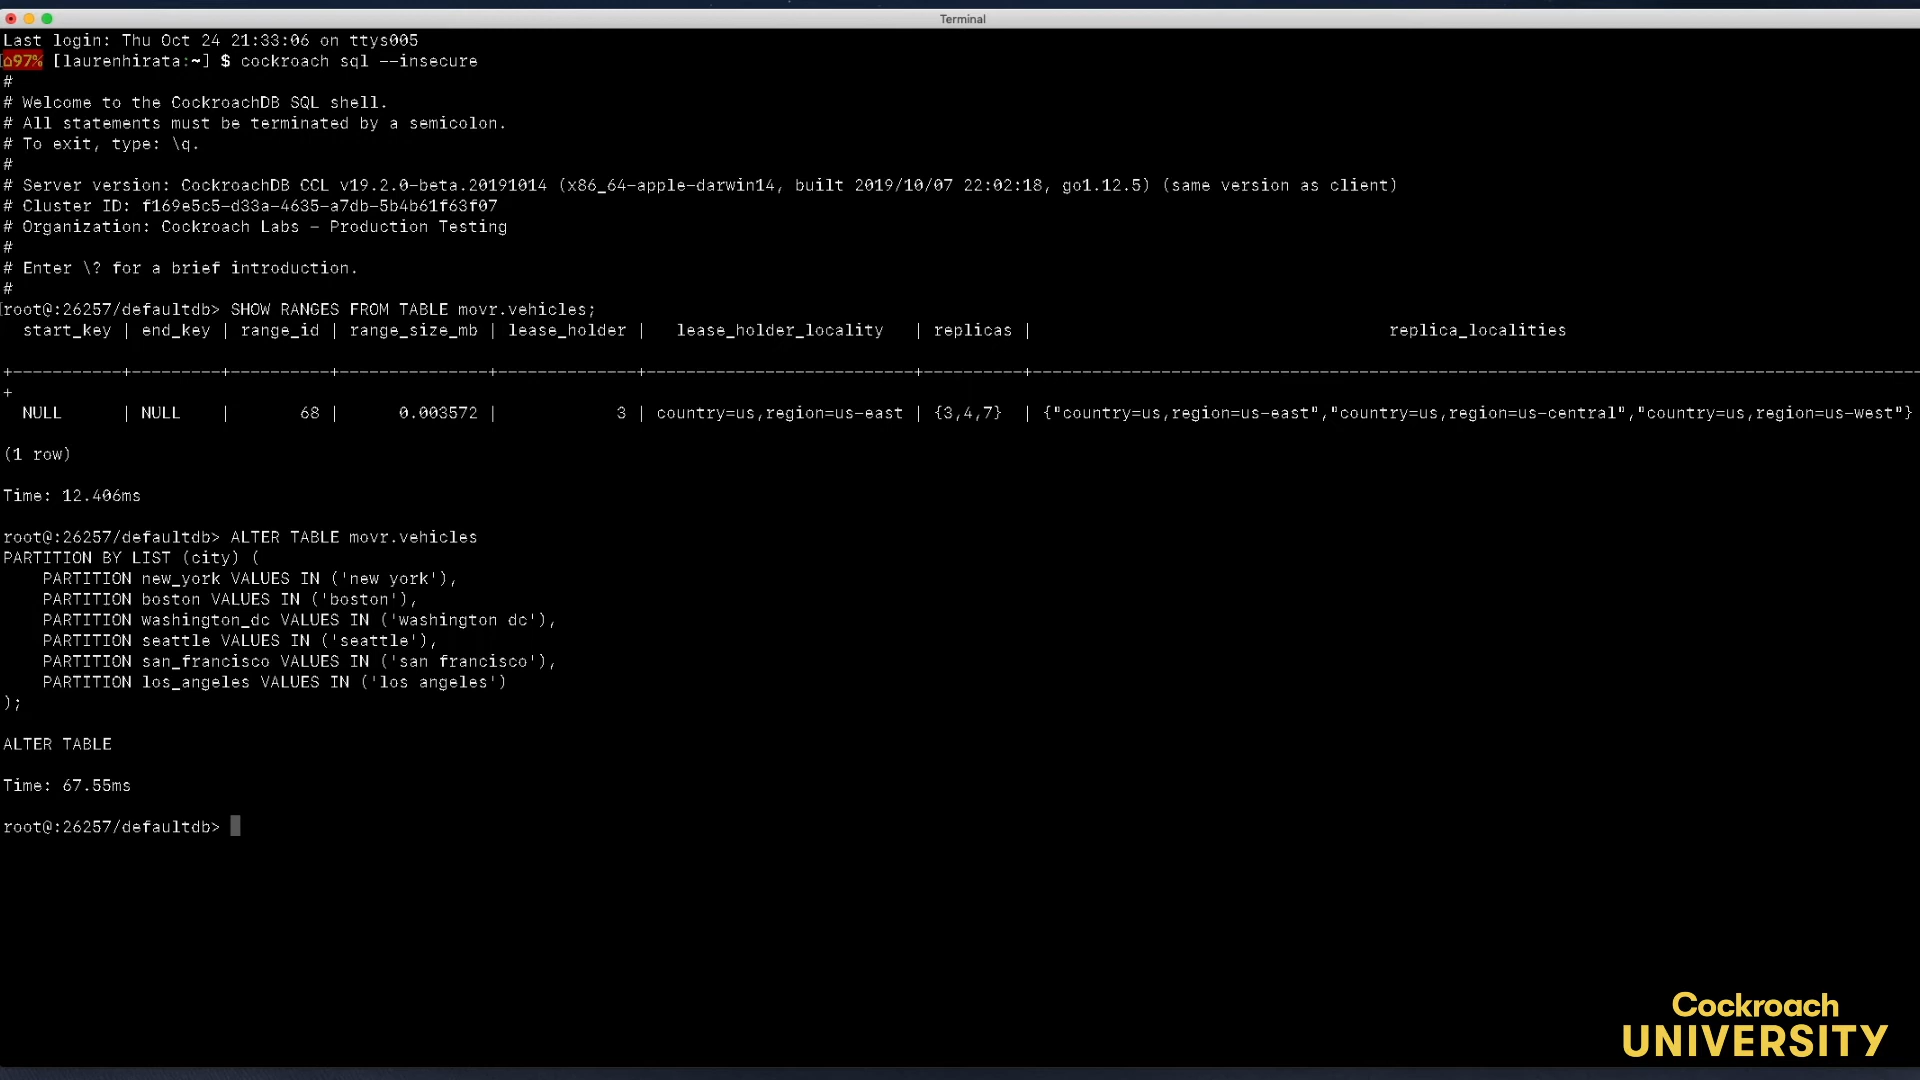 Terminal
Last login: Thu Oct 24 21:33:06 on ttys005
97% [laurenhirata:~] $ cockroach sql --insecure
#
# Welcome to the CockroachDB SQL shell.
# All statements must be terminated by a semicolon.
# To exit, type: \q.
#
# Server version: CockroachDB CCL v19.2.0-beta.20191014 (x86_64-apple-darwin14, built 2019/10/07 22:02:18, go1.12.5) (same version as client)
# Cluster ID: f169e5c5-d33a-4635-a7db-5b4b61f63f07
# Organization: Cockroach Labs - Production Testing
#
# Enter \? for a brief introduction.
#
root@:26257/defaultdb> SHOW RANGES FROM TABLE movr.vehicles;
start_key | end_key | range_id | range_size_mb | lease_holder | lease_holder_locality | replicas | replica_localities
+-----------+---------+----------+---------------+--------------+---------------------------+----------+------------------------------------------------------------------------------------------
+
NULL | NULL | 68 | 0.003572 | 3 | country=us,region=us-east | {3,4,7} | {"country=us,region=us-east","country=us,region=us-central","country=us,region=us-west"}
(1 row)
Time: 12.406ms
root@:26257/defaultdb> ALTER TABLE movr.vehicles
PARTITION BY LIST (city) (
PARTITION new_york VALUES IN ('new york'),
PARTITION boston VALUES IN ('boston'),
PARTITION washington_dc VALUES IN ('washington dc'),
PARTITION seattle VALUES IN ('seattle'),
PARTITION san_francisco VALUES IN ('san francisco'),
PARTITION los_angeles VALUES IN ('los angeles')
);
ALTER TABLE
Time: 67.55ms
root@:26257/defaultdb>
Cockroach
UNIVERSITY